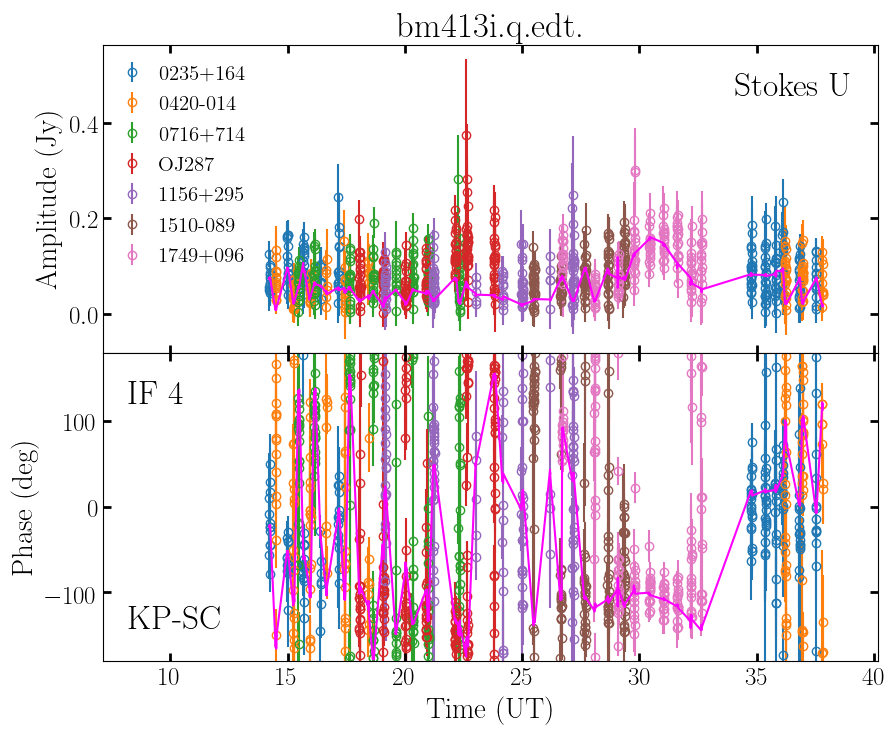 bm413i.q.edt.
Stokes U
0235+164
0420-014
0716+714
OJ287
1156+295
1510-089
1749+096
Amplitude (Jy)
0.4
0.2
0.0
IF 4
KP-SC
Phase (deg)
100
0
−100
10 15 20 25 30 35 40
Time (UT)